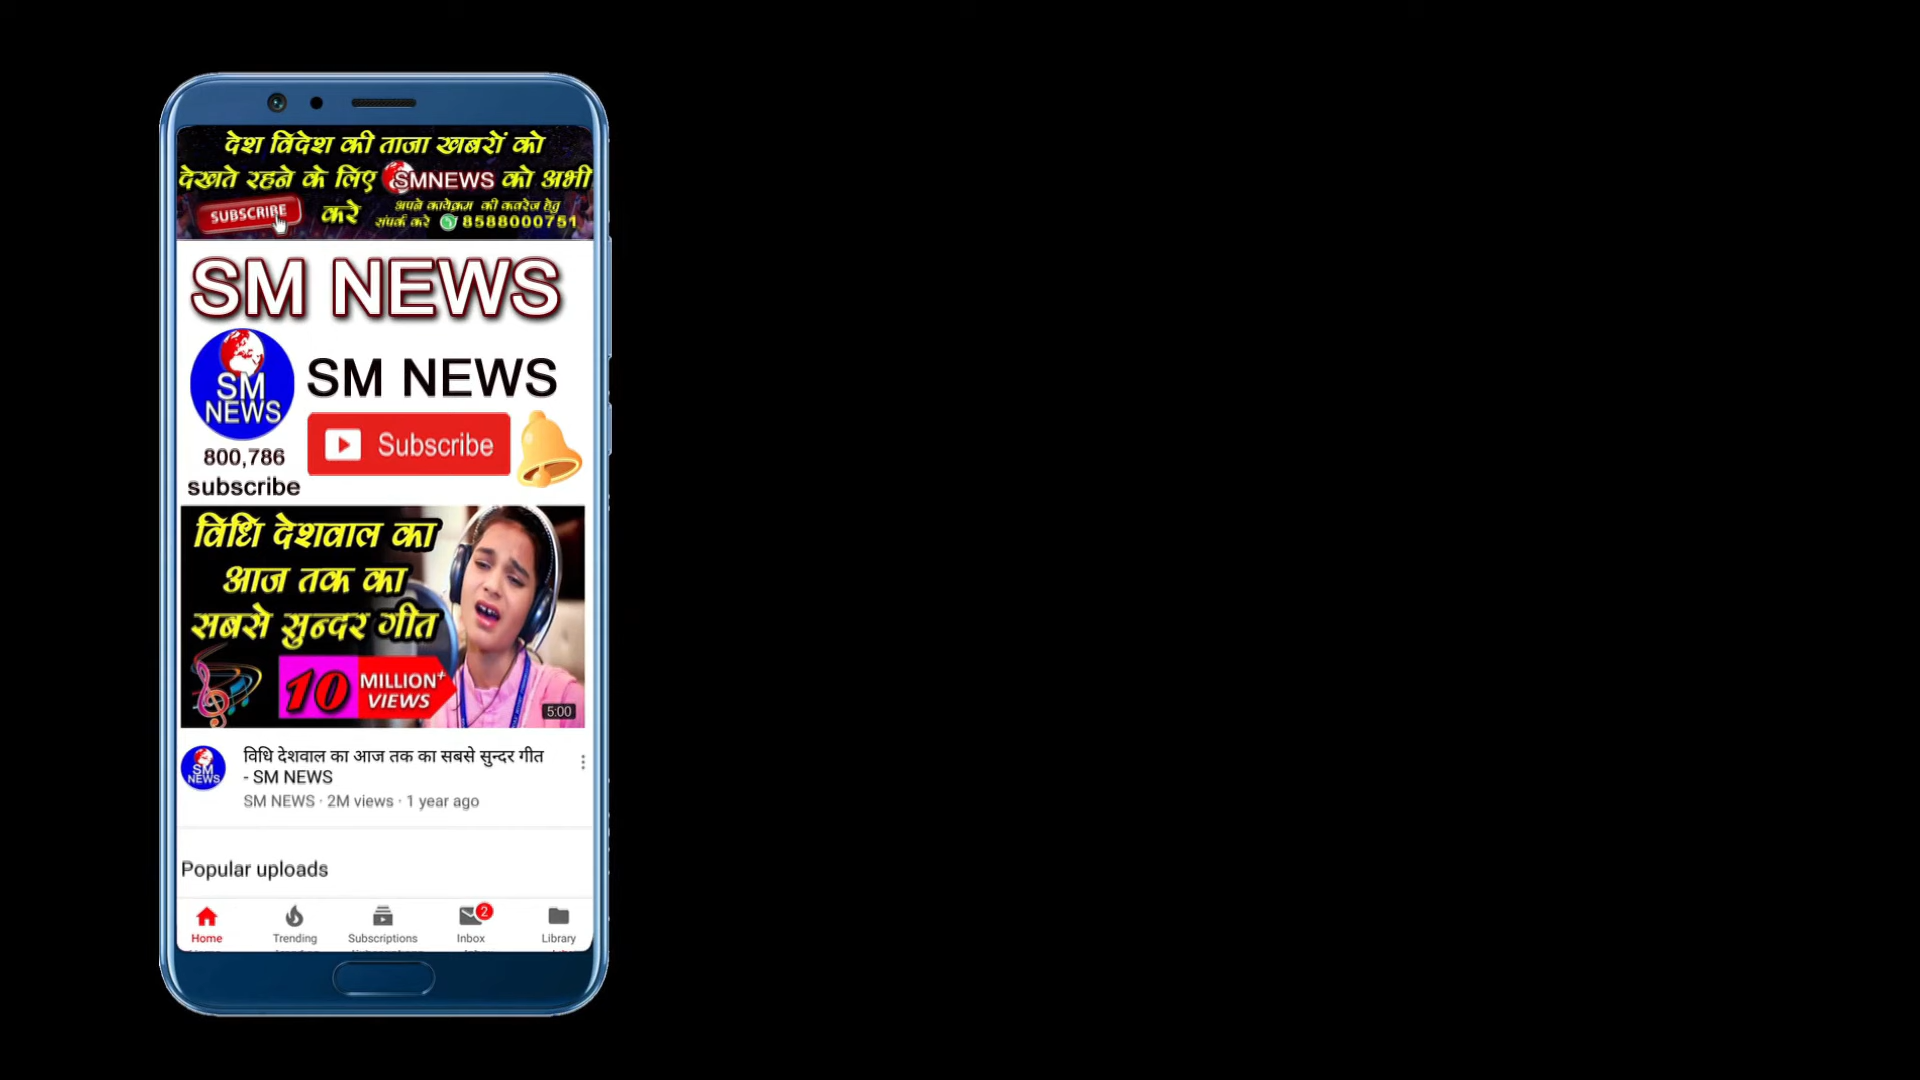 देश विदेश की ताजा खबरों को
देखते रहने के लिए SMNEWS को अभी
SUBSCRIBE करे
अपने कार्यक्रम की कवरेज हेतु
संपर्क करे 8588000751
SM NEWS
SM NEWS
SM NEWS
Subscribe
800,786
subscribe
विधि देशवाल का
आज तक का
सबसे सुन्दर गीत
10 MILLION+ VIEWS
5:00
SM NEWS
विधि देशवाल का आज तक का सबसे सुन्दर गीत
- SM NEWS
SM NEWS · 2M views · 1 year ago
Popular uploads
2
Home Trending Subscriptions Inbox Library